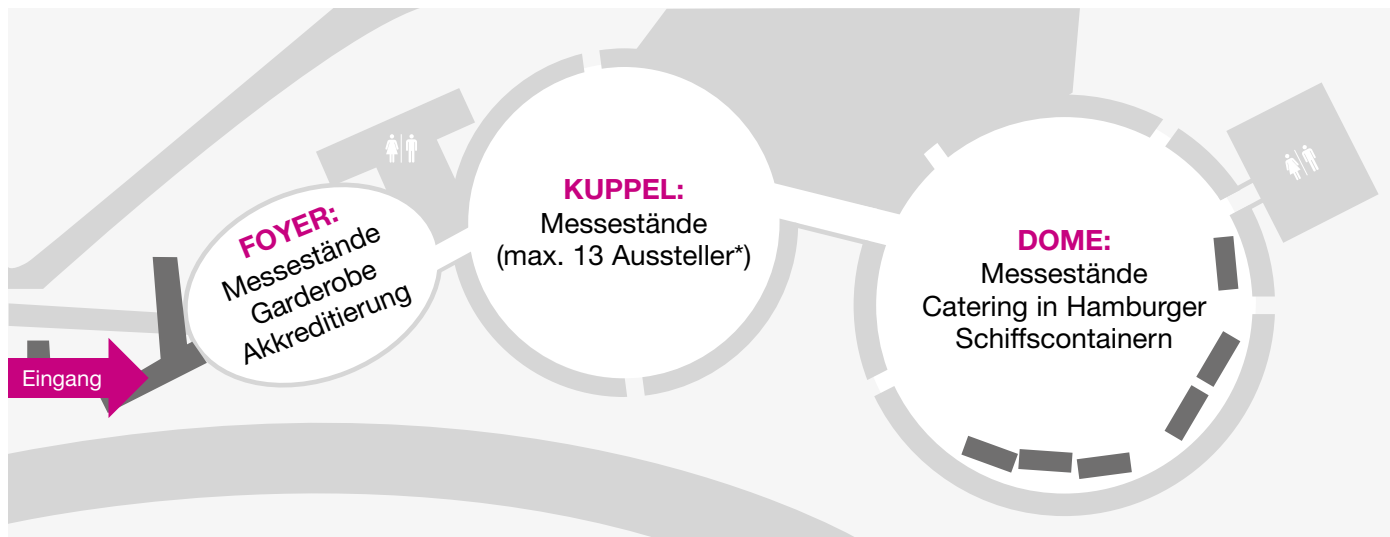 Eingang
FOYER:
Messestände
Garderobe
Akkreditierung
KUPPEL:
Messestände
(max. 13 Aussteller*)
DOME:
Messestände
Catering in Hamburger
Schiffscontainern